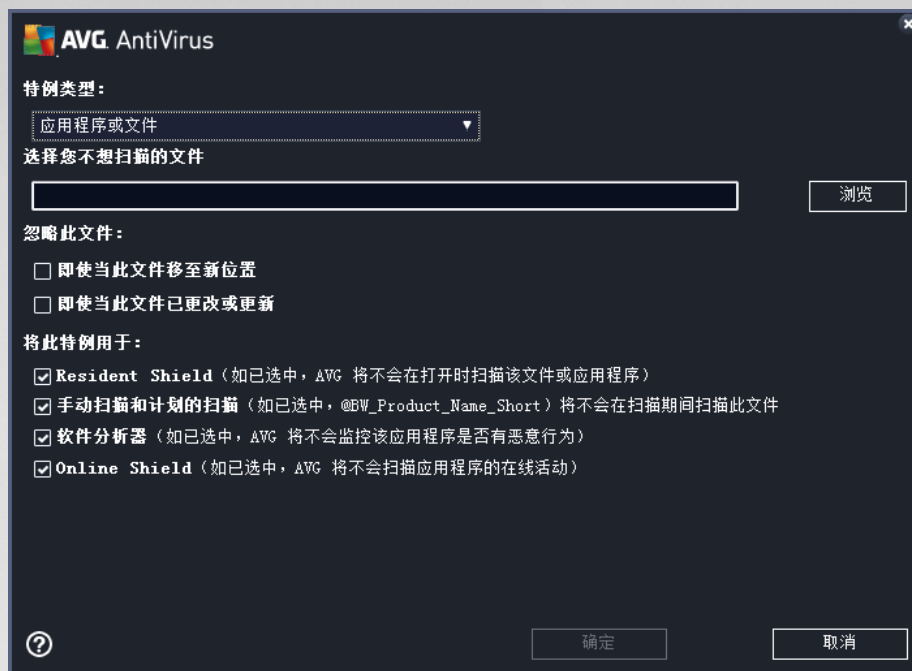 AVG AntiVirus
特例类型：
应用程序或文件
选择您不想扫描的文件
浏览
忽略此文件：
即使当此文件移至新位置
即使当此文件已更改或更新
将此特例用于：
Resident Shield（如已选中，AVG 将不会在打开时扫描该文件或应用程序）
手动扫描和计划的扫描（如已选中，@BW_Product_Name_Short）将不会在扫描期间扫描此文件
软件分析器（如已选中，AVG 将不会监控该应用程序是否有恶意行为）
Online Shield（如已选中，AVG 将不会扫描应用程序的在线活动）
?
确定
取消